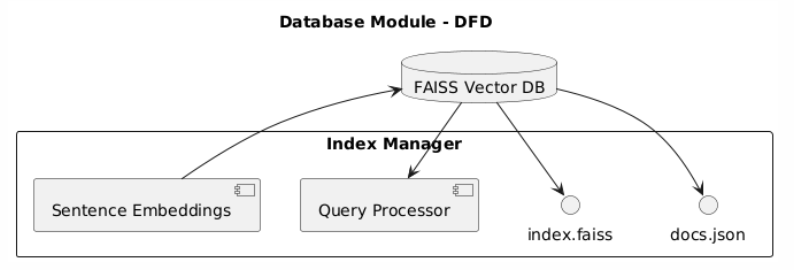 Database Module - DFD
FAISS Vector DB
Index Manager
Sentence Embeddings
Query Processor
index.faiss
docs.json